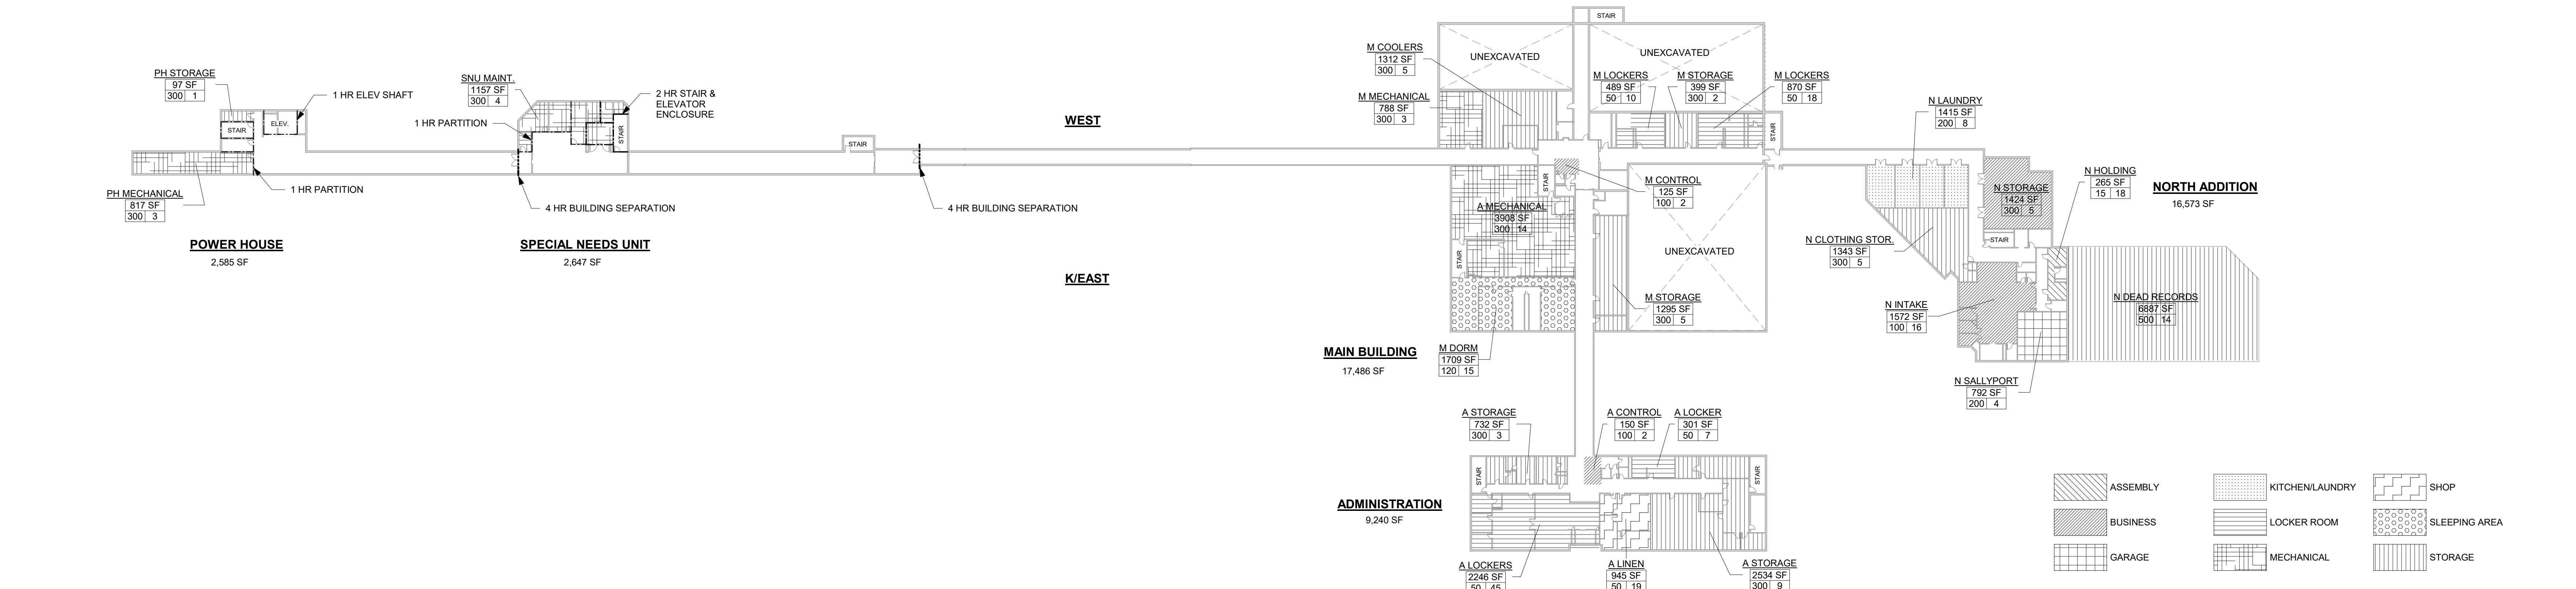 PH STORAGE
97 SF
300 1
STAIR
ELEV.
1 HR ELEV SHAFT
PH MECHANICAL
817 SF
300 3
1 HR PARTITION
POWER HOUSE
2,585 SF
SNU MAINT.
1157 SF
300 4
1 HR PARTITION
2 HR STAIR &
ELEVATOR
ENCLOSURE
STAIR
4 HR BUILDING SEPARATION
SPECIAL NEEDS UNIT
2,647 SF
STAIR
4 HR BUILDING SEPARATION
WEST
K/EAST
STAIR
UNEXCAVATED
UNEXCAVATED
M COOLERS
1312 SF
300 5
M MECHANICAL
788 SF
300 3
M LOCKERS
489 SF
50 10
M STORAGE
399 SF
300 2
M LOCKERS
870 SF
50 18
STAIR
M CONTROL
125 SF
100 2
STAIR
A MECHANICAL
3908 SF
300 14
STAIR
UNEXCAVATED
M STORAGE
1295 SF
300 5
MAIN BUILDING
17,486 SF
M DORM
1709 SF
120 15
N LAUNDRY
1415 SF
200 8
N STORAGE
1424 SF
300 5
N HOLDING
265 SF
15 18
NORTH ADDITION
16,573 SF
N CLOTHING STOR.
1343 SF
300 5
STAIR
N INTAKE
1572 SF
100 16
N DEAD RECORDS
6887 SF
500 14
N SALLYPORT
792 SF
200 4
A STORAGE
732 SF
300 3
A CONTROL
150 SF
100 2
A LOCKER
301 SF
50 7
STAIR
STAIR
ADMINISTRATION
9,240 SF
A LOCKERS
2246 SF
50 45
A LINEN
945 SF
50 19
A STORAGE
2534 SF
300 9
ASSEMBLY
BUSINESS
GARAGE
KITCHEN/LAUNDRY
LOCKER ROOM
MECHANICAL
SHOP
SLEEPING AREA
STORAGE